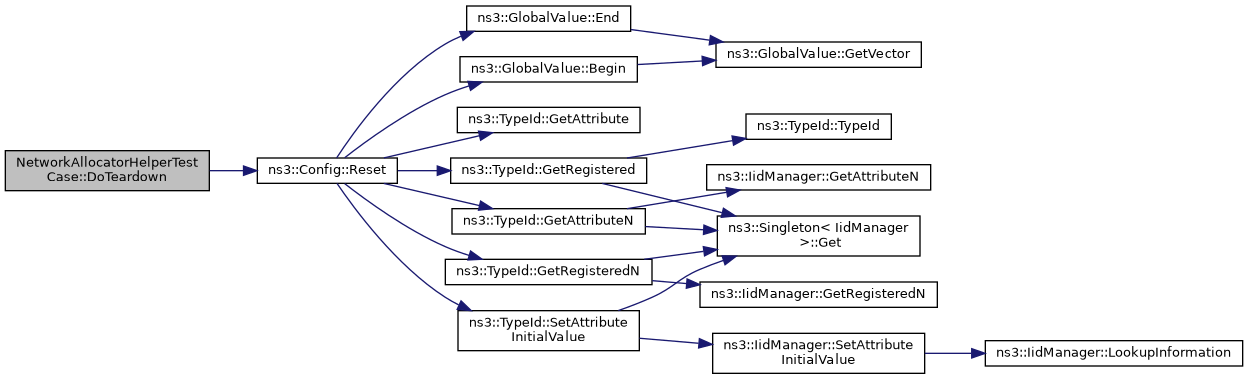 NetworkAllocatorHelperTest
Case::DoTeardown
ns3::Config::Reset
ns3::GlobalValue::End
ns3::GlobalValue::Begin
ns3::TypeId::GetAttribute
ns3::TypeId::GetRegistered
ns3::TypeId::GetAttributeN
ns3::TypeId::GetRegisteredN
ns3::TypeId::SetAttribute
InitialValue
ns3::GlobalValue::GetVector
ns3::TypeId::TypeId
ns3::IidManager::GetAttributeN
ns3::Singleton< IidManager
>::Get
ns3::IidManager::GetRegisteredN
ns3::IidManager::SetAttribute
InitialValue
ns3::IidManager::LookupInformation